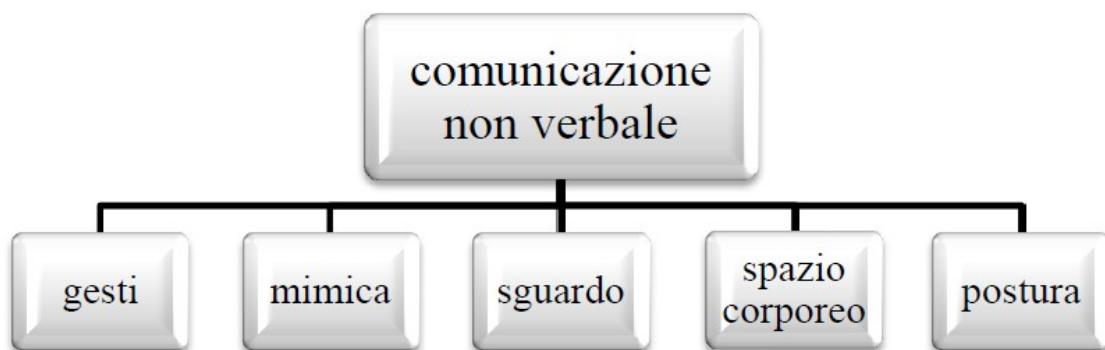 comunicazione
non verbale
gesti
mimica
sguardo
spazio
corporeo
postura